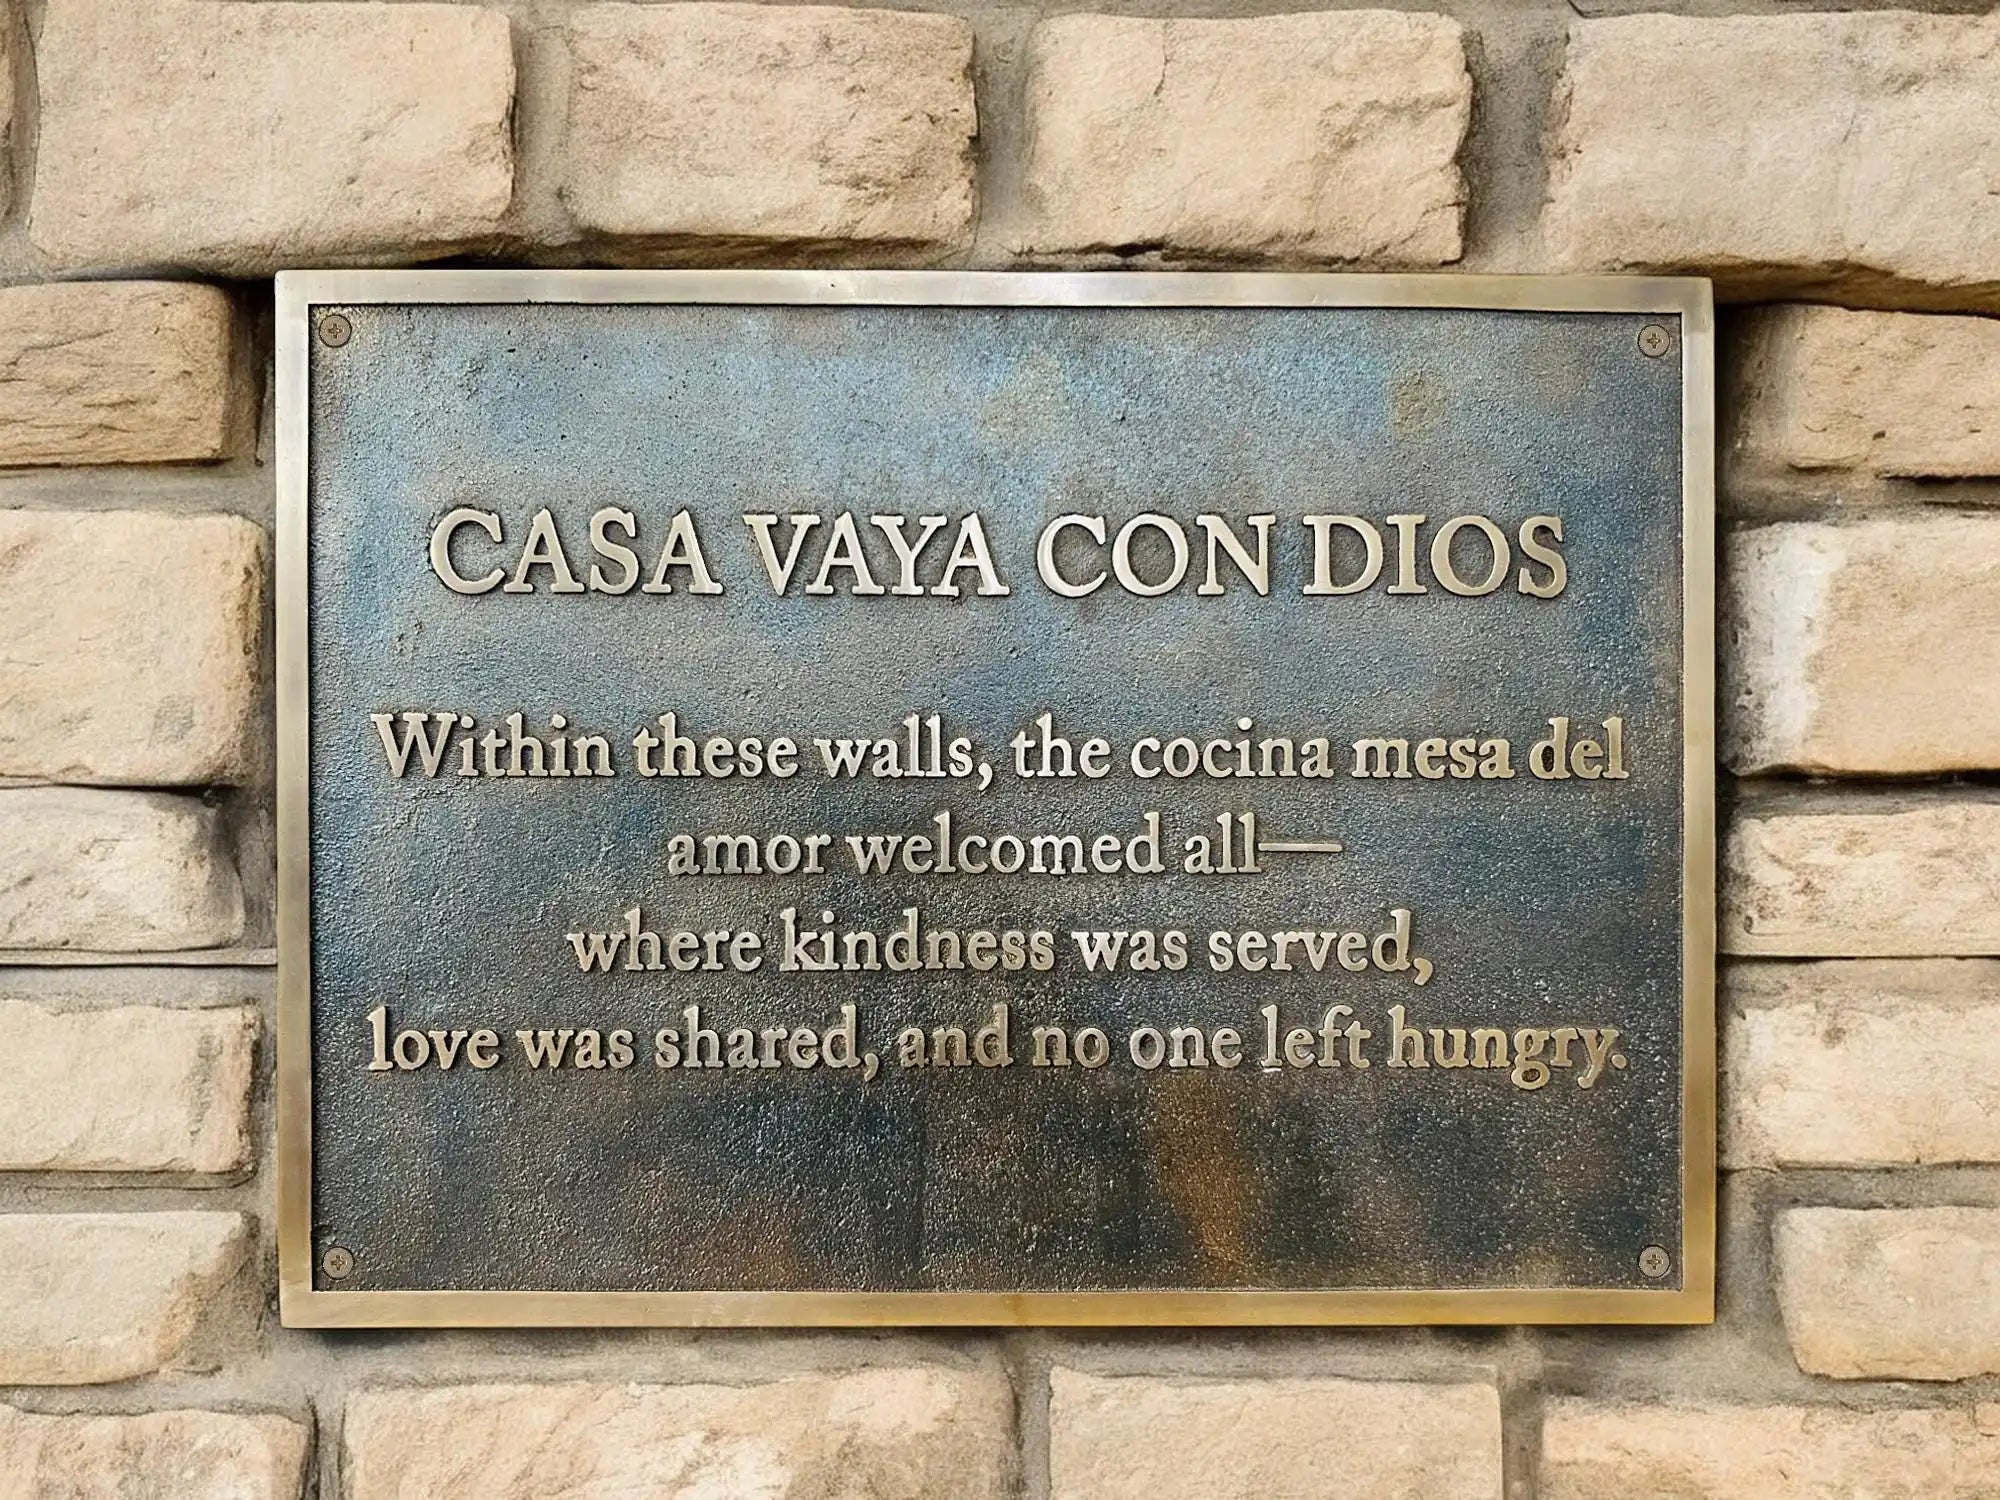 CASA VAYA CON DIOS
Within these walls, the cocina mesa del
amor welcomed all—
where kindness was served,
love was shared, and no one left hungry.